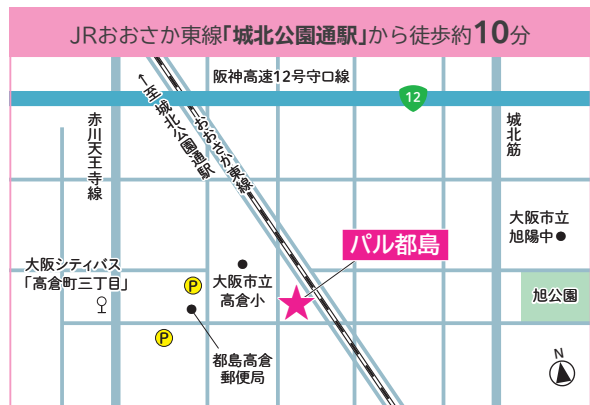 JRおおさか東線「城北公園通駅」から徒歩約10分
阪神高速12号守口線
12
←至城北公園通駅
おおさか東線
赤川天王寺線
城北筋
大阪市立
旭陽中
パル都島
大阪シティバス
「高倉町三丁目」
P
大阪市立
高倉小
旭公園
P
都島高倉
郵便局
N